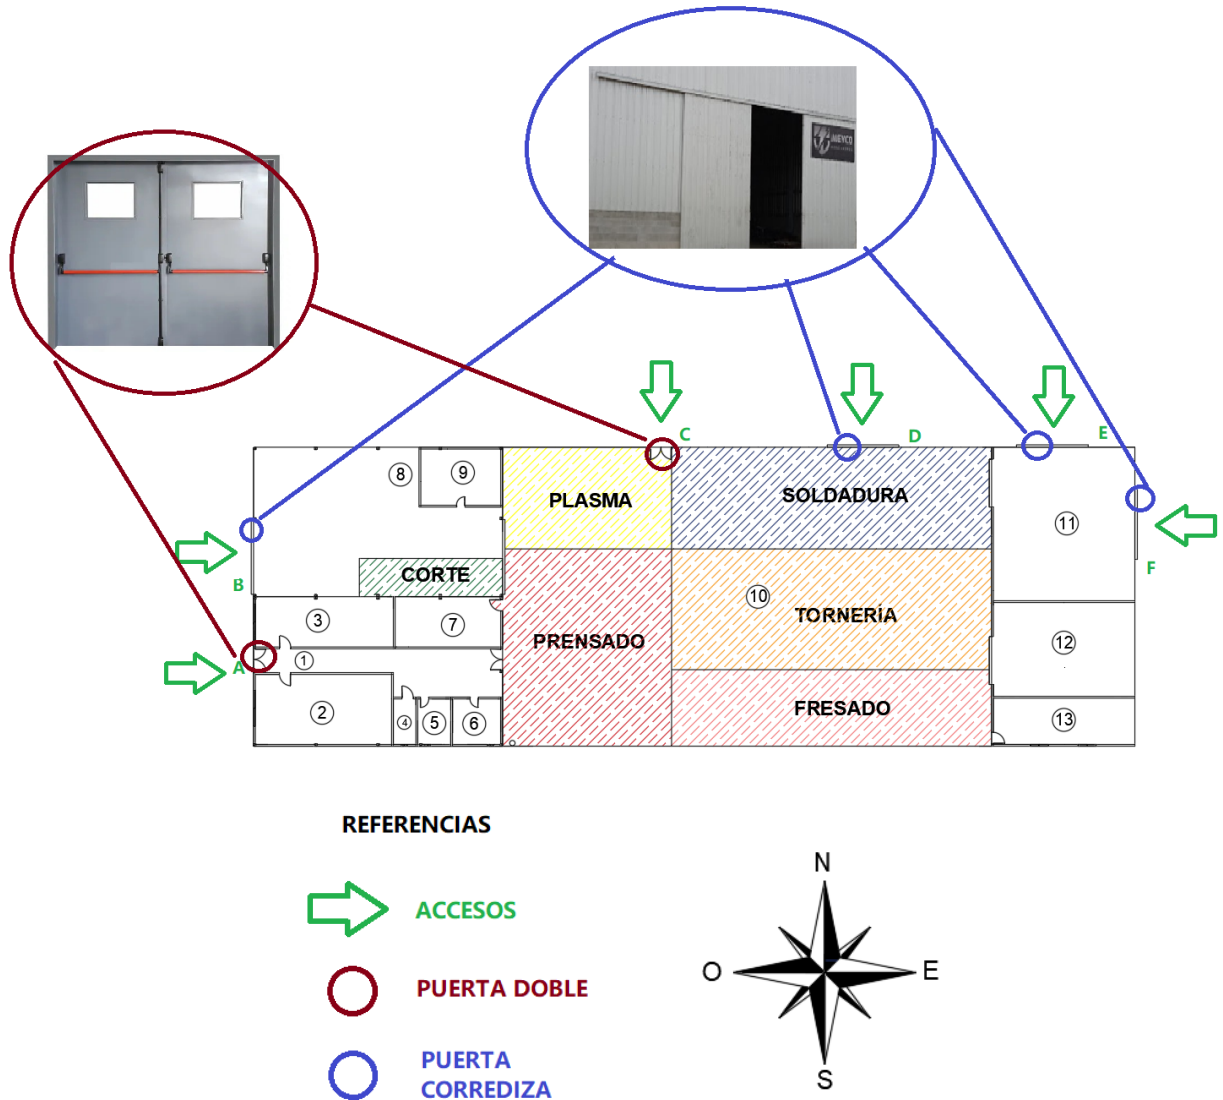 MEYCO
C
D
E
8
9
PLASMA
SOLDADURA
11
F
B
CORTE
10
TORNERÍA
3
7
PRENSADO
12
A
1
2
4
5
6
FRESADO
13
REFERENCIAS
ACCESOS
PUERTA DOBLE
PUERTA
CORREDIZA
N
O
E
S